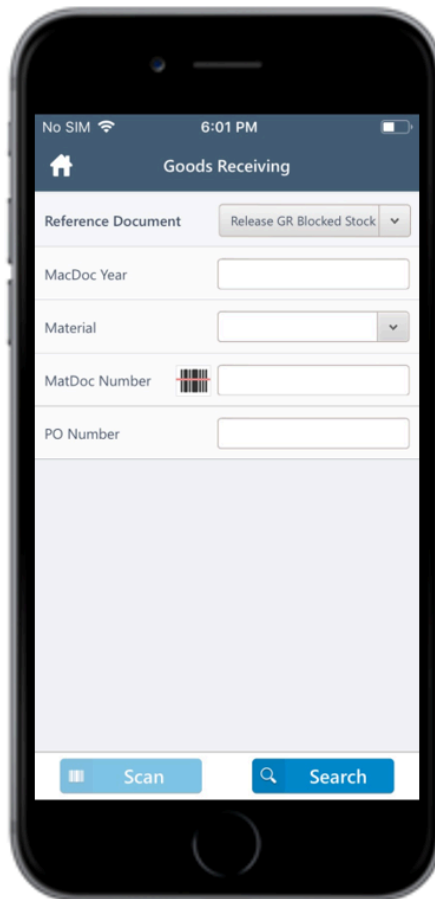 No SIM 6:01 PM
Goods Receiving
Reference Document Release GR Blocked Stock
MacDoc Year
Material
MatDoc Number
PO Number
Scan Search